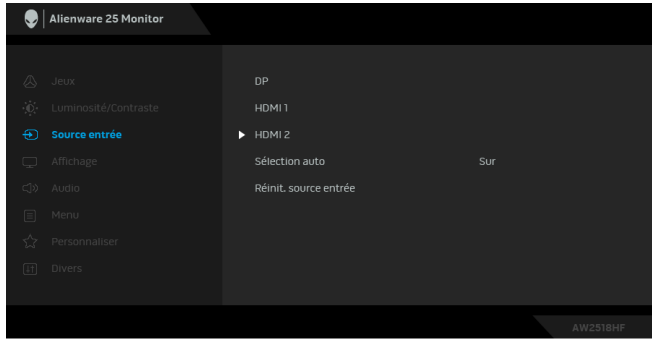 Alienware 25 Monitor
Jeux
DP
Luminosité/Contraste
HDMI 1
Source entrée
HDMI 2
Affichage
Sélection auto Sur
Audio
Réinit. source entrée
Menu
Personnaliser
Divers
AW2518HF